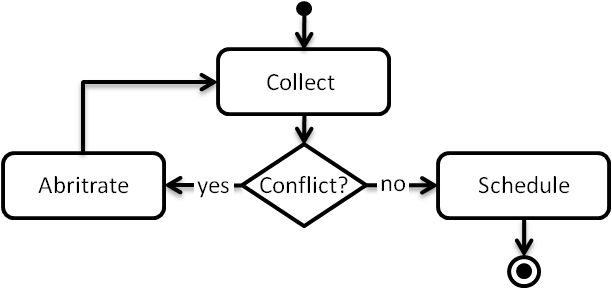 Collect
Abritrate
yes
Conflict?
no
Schedule